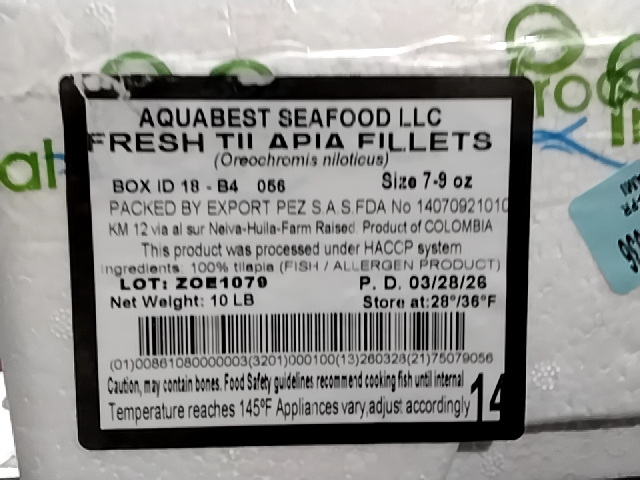 AQUABEST SEAFOOD LLC
FRESH TILAPIA FILLETS
(Oreochromis niloticus)
BOX ID 18 - B4 056 Size 7-9 oz
PACKED BY EXPORT PEZ S.A.S.FDA No 14070921010
KM 12 via al sur Neiva-Huila-Farm Raised. Product of COLOMBIA
This product was processed under HACCP system
Ingredients: 100% tilapia (FISH / ALLERGEN PRODUCT)
LOT: ZOE1079 P. D. 03/28/26
Net Weight: 10 LB Store at:28°/36°F
(01)00861080000003(3201)000100(13)260328(21)75079056
Caution, may contain bones. Food Safety guidelines recommend cooking fish until internal
Temperature reaches 145°F Appliances vary,adjust accordingly
14